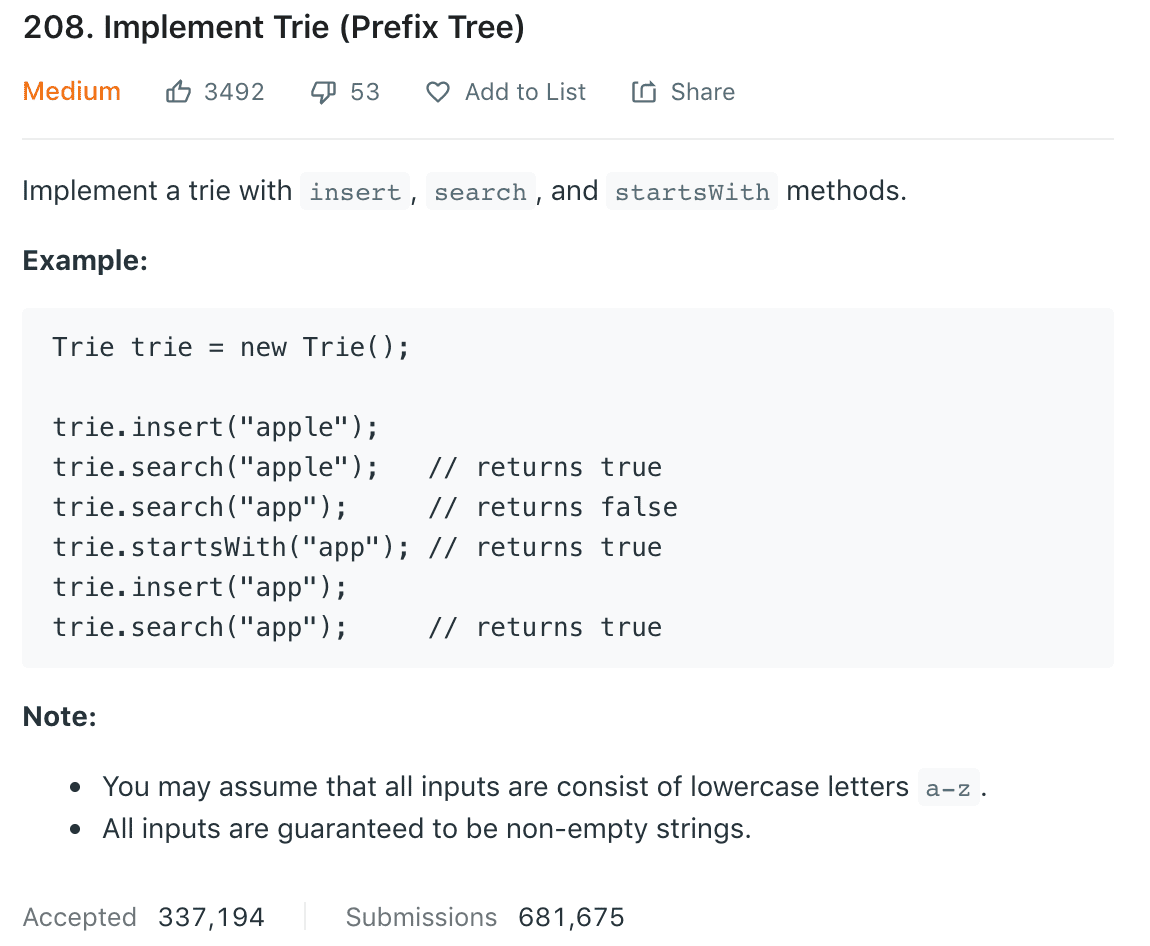 208. Implement Trie (Prefix Tree)
Medium 3492 53 Add to List Share
Implement a trie with insert, search, and startsWith methods.
Example:
Trie trie = new Trie();
trie.insert("apple");
trie.search("apple");   // returns true
trie.search("app");     // returns false
trie.startsWith("app"); // returns true
trie.insert("app");
trie.search("app");     // returns true
Note:
• You may assume that all inputs are consist of lowercase letters a-z.
• All inputs are guaranteed to be non-empty strings.
Accepted 337,194 Submissions 681,675